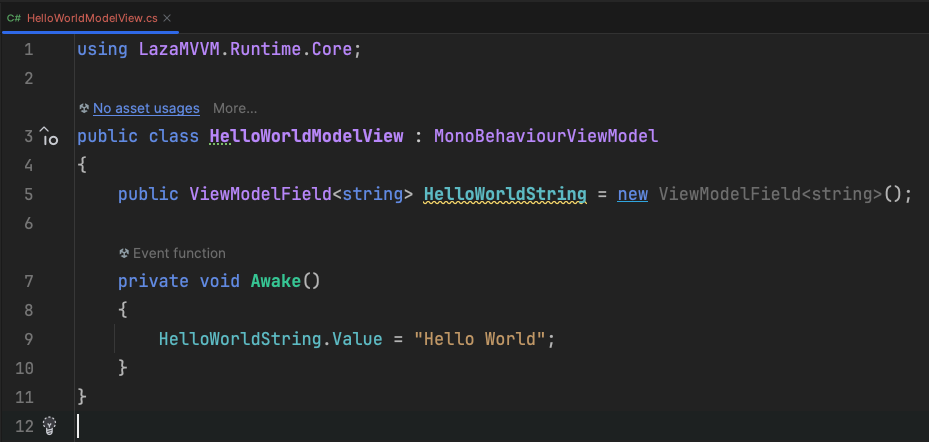 C# HelloWorldModelView.cs ×
1 using LazaMVVM.Runtime.Core;
2
No asset usages More...
3 public class HelloWorldModelView : MonoBehaviourViewModel
4 {
5 public ViewModelField<string> HelloWorldString = new ViewModelField<string>();
6
Event function
7 private void Awake()
8 {
9 HelloWorldString.Value = "Hello World";
10 }
11 }
12